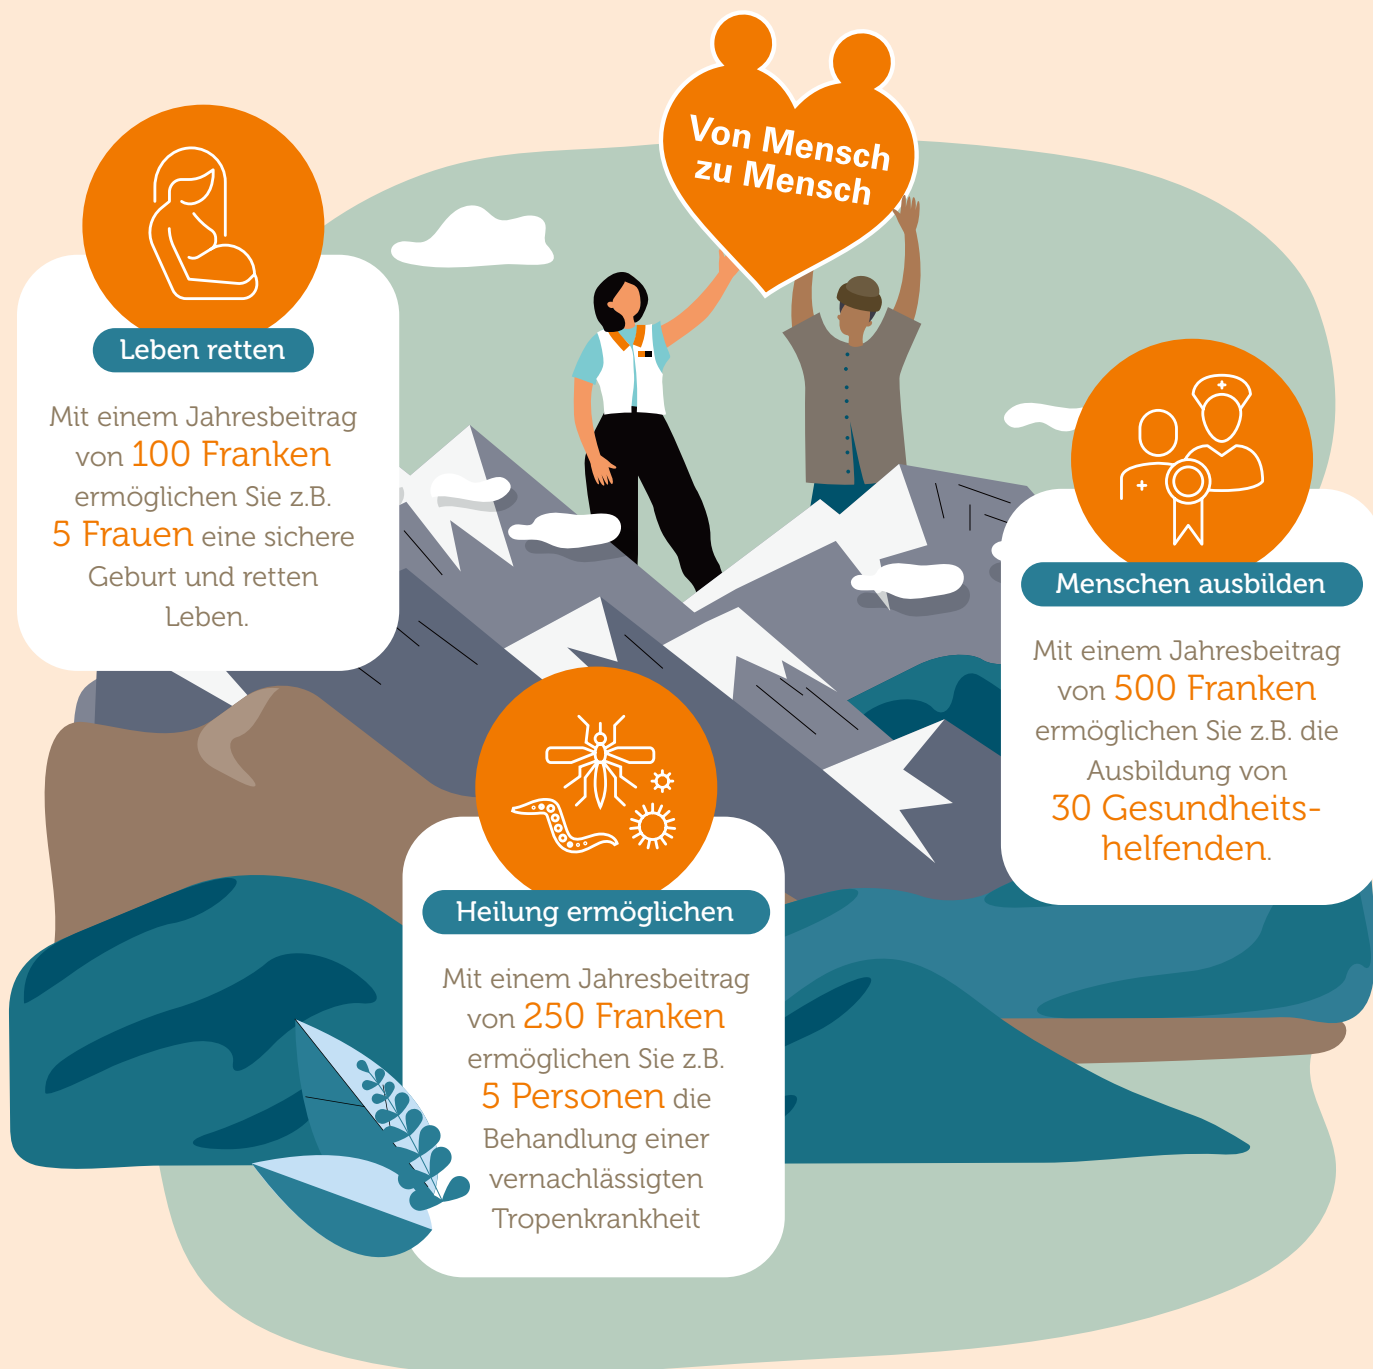 Von Mensch
zu Mensch
Leben retten
Mit einem Jahresbeitrag
von 100 Franken
ermöglichen Sie z.B.
5 Frauen eine sichere
Geburt und retten
Leben.
Menschen ausbilden
Mit einem Jahresbeitrag
von 500 Franken
ermöglichen Sie z.B. die
Ausbildung von
30 Gesundheits-
helfenden.
Heilung ermöglichen
Mit einem Jahresbeitrag
von 250 Franken
ermöglichen Sie z.B.
5 Personen die
Behandlung einer
vernachlässigten
Tropenkrankheit